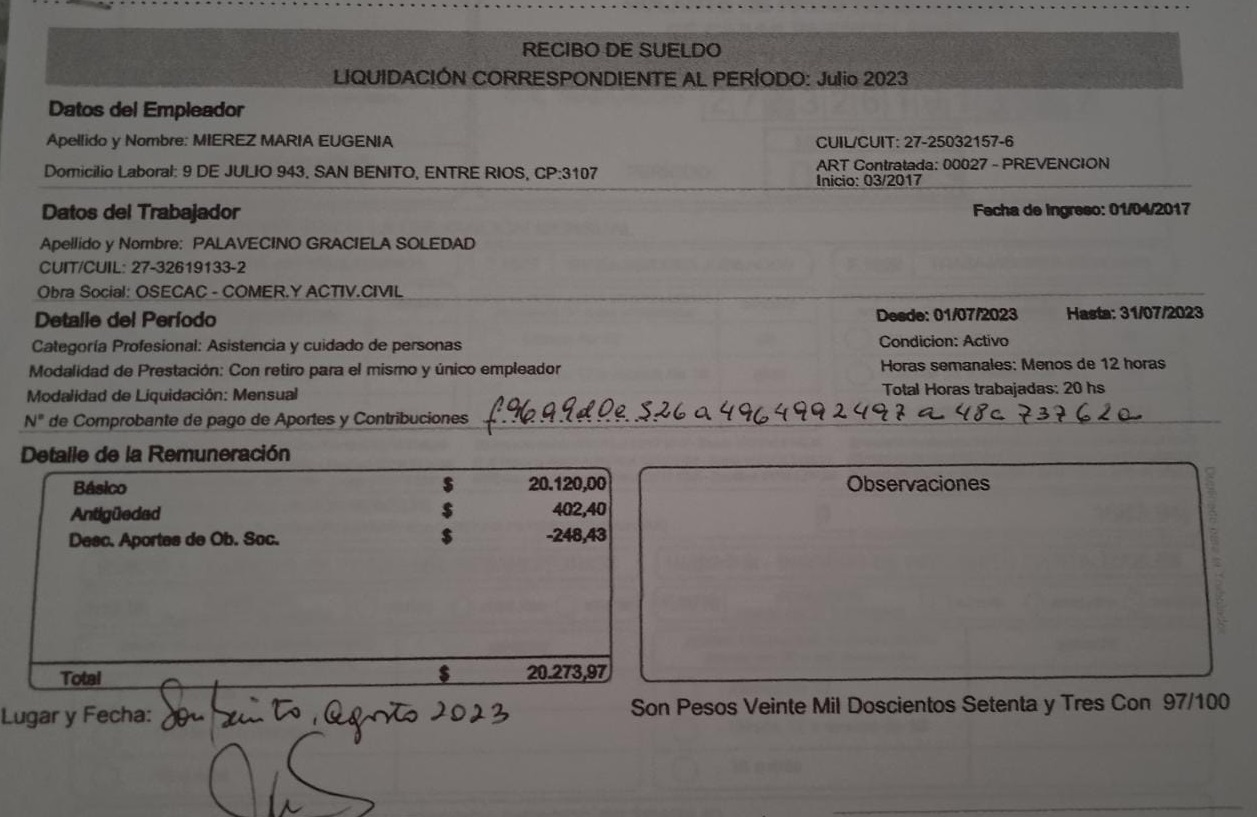 RECIBO DE SUELDO
LIQUIDACIÓN CORRESPONDIENTE AL PERÍODO: Julio 2023
Datos del Empleador
Apellido y Nombre: MIEREZ MARIA EUGENIA
CUIL/CUIT: 27-25032157-6
Domicilio Laboral: 9 DE JULIO 943, SAN BENITO, ENTRE RIOS, CP:3107
ART Contratada: 00027 - PREVENCION
Inicio: 03/2017
Datos del Trabajador
Fecha de Ingreso: 01/04/2017
Apellido y Nombre: PALAVECINO GRACIELA SOLEDAD
CUIT/CUIL: 27-32619133-2
Obra Social: OSECAC - COMER.Y ACTIV.CIVIL
Detalle del Período
Desde: 01/07/2023 Hasta: 31/07/2023
Categoría Profesional: Asistencia y cuidado de personas
Condicion: Activo
Modalidad de Prestación: Con retiro para el mismo y único empleador
Horas semanales: Menos de 12 horas
Modalidad de Liquidación: Mensual
Total Horas trabajadas: 20 hs
N° de Comprobante de pago de Aportes y Contribuciones
Detalle de la Remuneración
Básico $ 20.120,00
Antigüedad $ 402,40
Desc. Aportes de Ob. Soc. $ -248,43
Total $ 20.273,97
Observaciones
Duplicado para el Trabajador
Lugar y Fecha: San Benito, agosto 2023
Son Pesos Veinte Mil Doscientos Setenta y Tres Con 97/100